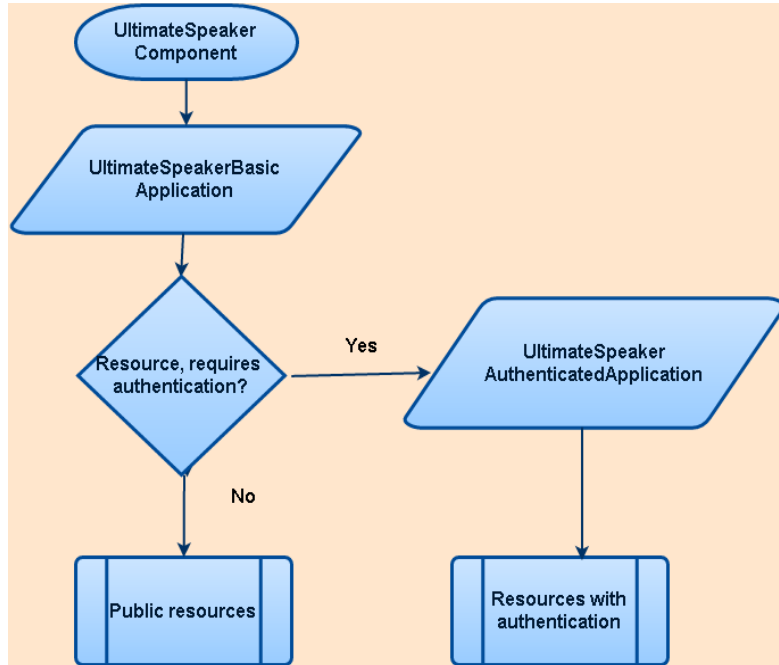 UltimateSpeaker
Component
UltimateSpeakerBasic
Application
Resource, requires
authentication?
Yes
UltimateSpeaker
AuthenticatedApplication
No
Public resources
Resources with
authentication